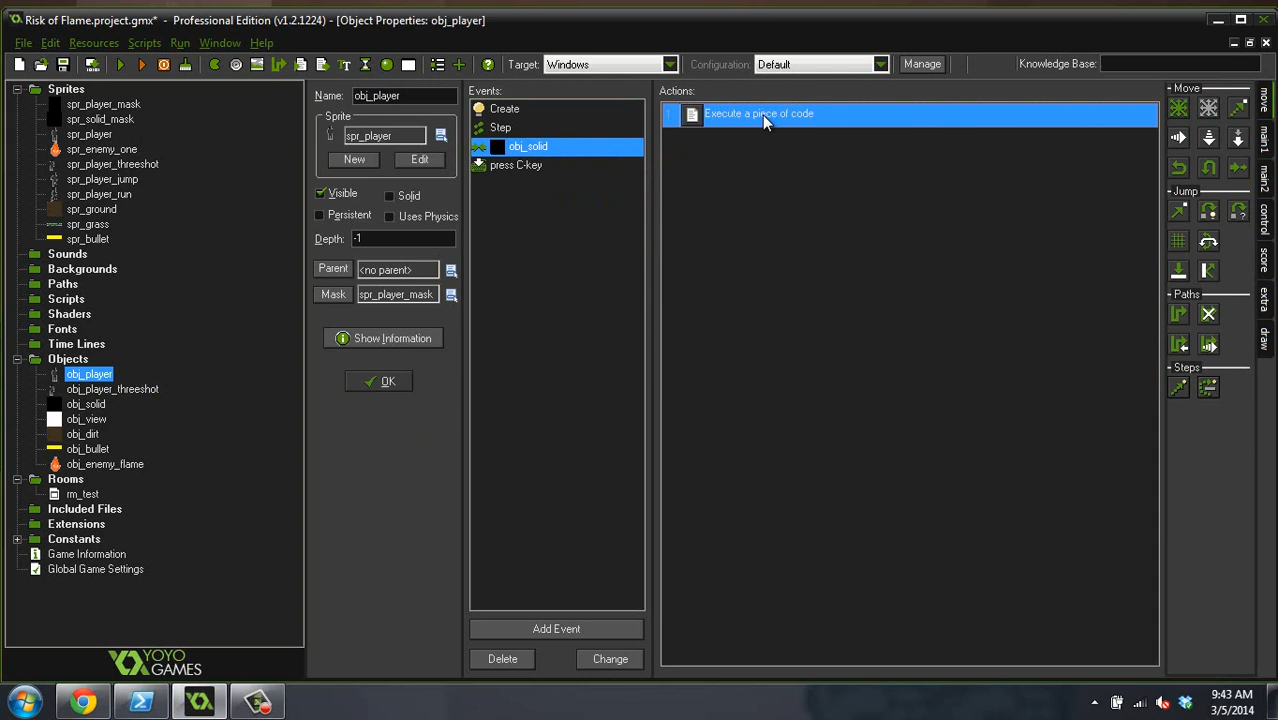 Risk of Flame.project.gmx* - Professional Edition (v1.2.1224) - [Object Properties: obj_player]
File Edit Resources Scripts Run Window Help
Target: Windows Configuration: Default Manage Knowledge Base:
Sprites
spr_player_mask
spr_solid_mask
spr_player
spr_enemy_one
spr_player_threeshot
spr_player_jump
spr_player_run
spr_ground
spr_grass
spr_bullet
Sounds
Backgrounds
Paths
Scripts
Shaders
Fonts
Time Lines
Objects
obj_player
obj_player_threeshot
obj_solid
obj_view
obj_dirt
obj_bullet
obj_enemy_flame
Rooms
rm_test
Included Files
Extensions
Constants
Game Information
Global Game Settings
YOYO
GAMES
Name: obj_player
Sprite
spr_player
New Edit
Visible Solid
Persistent Uses Physics
Depth: -1
Parent <no parent>
Mask spr_player_mask
Show Information
OK
Events:
Create
Step
obj_solid
press C-key
Add Event
Delete Change
Actions:
1 Execute a piece of code
Move
Jump
Paths
Steps
move
main1
main2
control
score
extra
draw
9:43 AM
3/5/2014